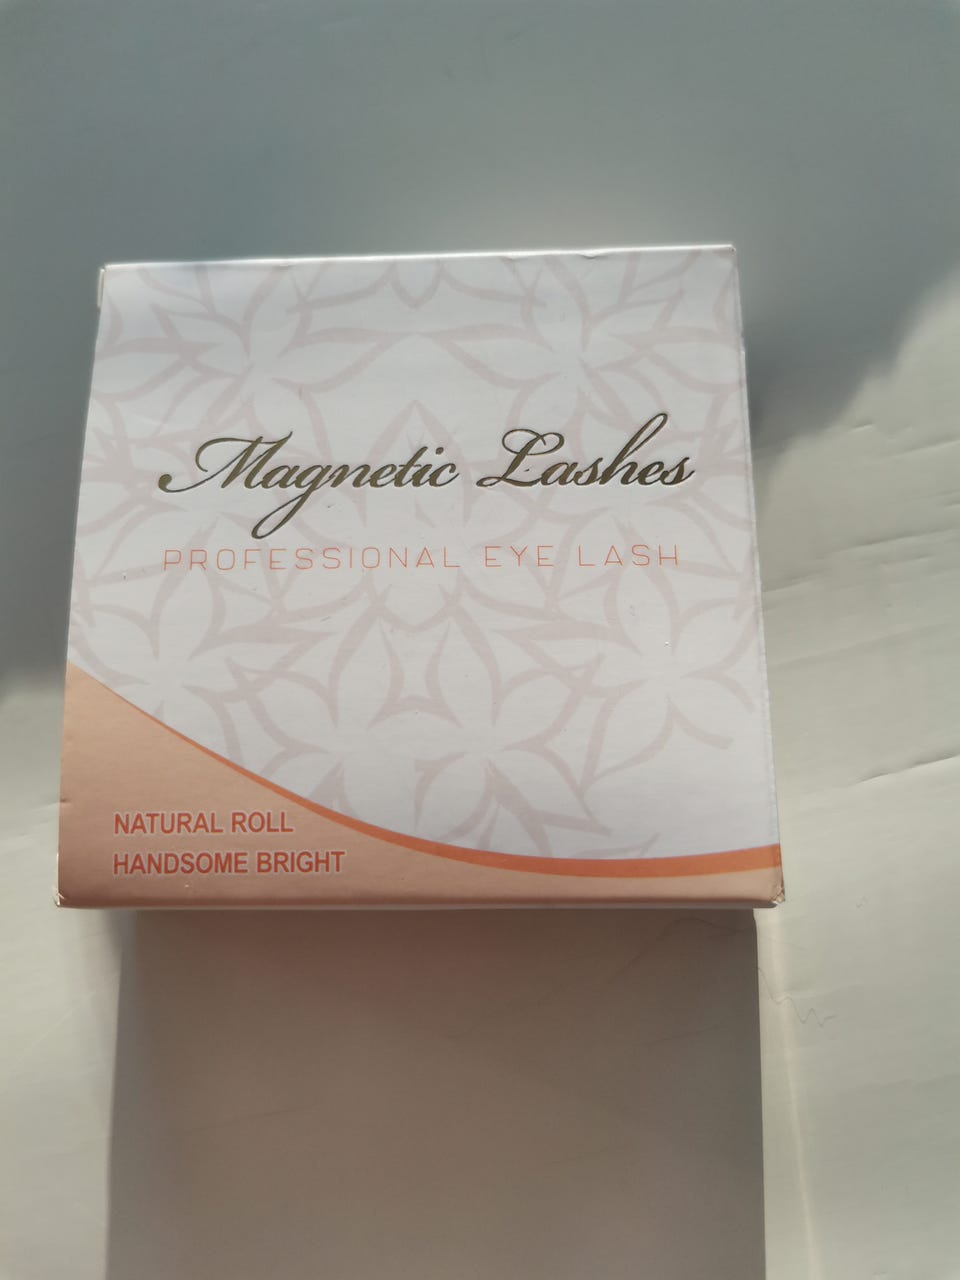 Magnetic Lashes
PROFESSIONAL EYE LASH
NATURAL ROLL
HANDSOME BRIGHT